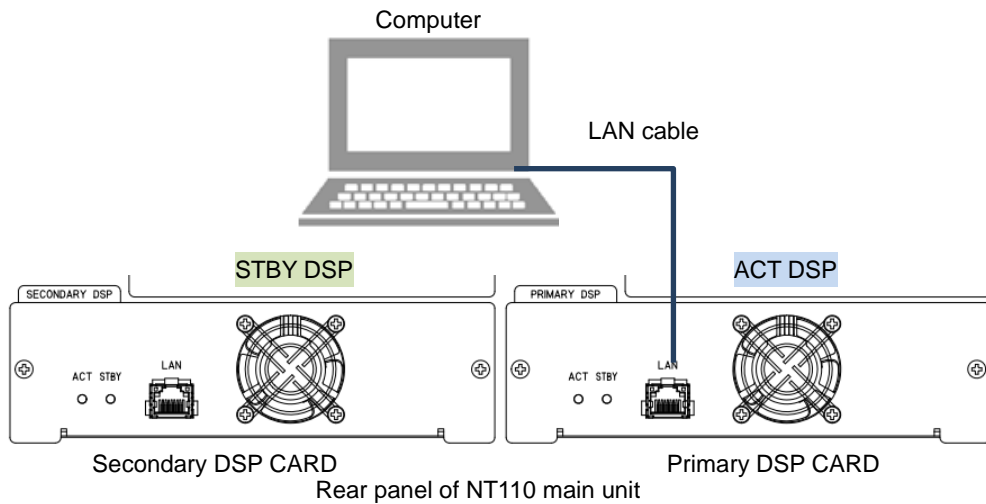 Computer
LAN cable
STBY DSP
ACT DSP
SECONDARY DSP
LAN
ACT STBY
PRIMARY DSP
LAN
ACT STBY
Secondary DSP CARD
Primary DSP CARD
Rear panel of NT110 main unit